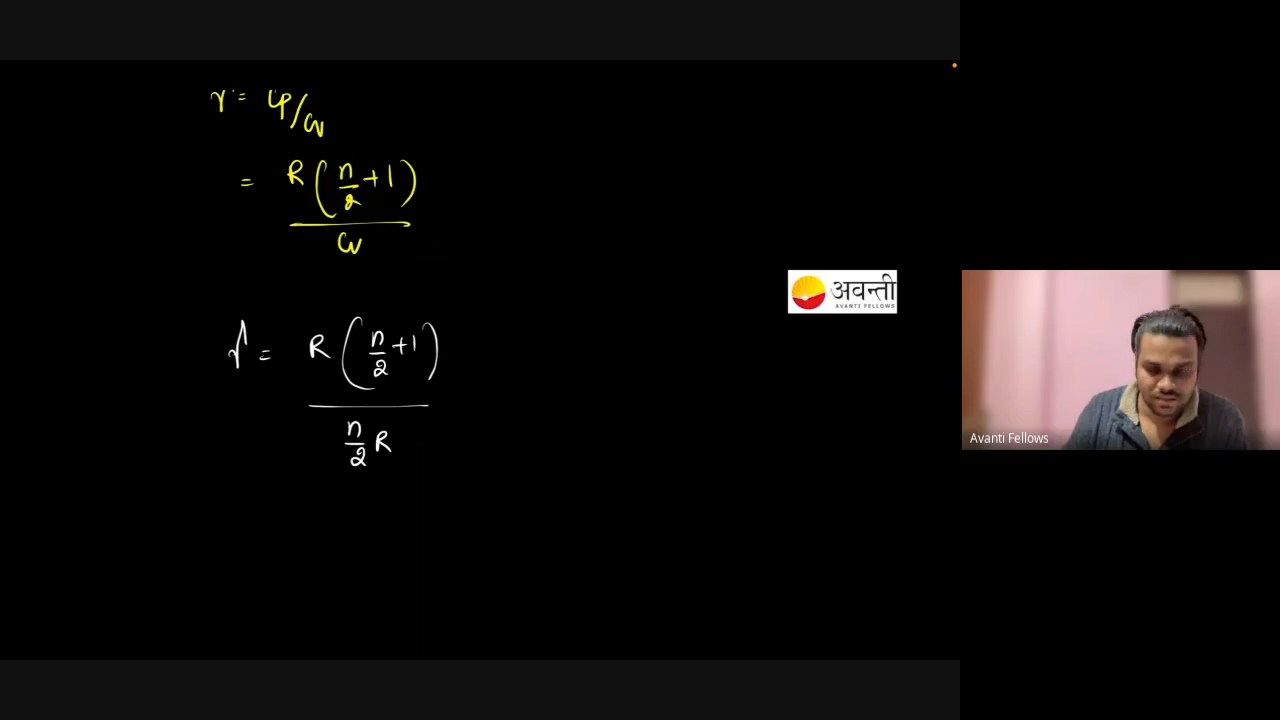 γ = Cp/Cv
= R(n/2 + 1)
Cv
γ = R(n/2 + 1)
n/2 R
अवन्ती
AVANTI FELLOWS
Avanti Fellows